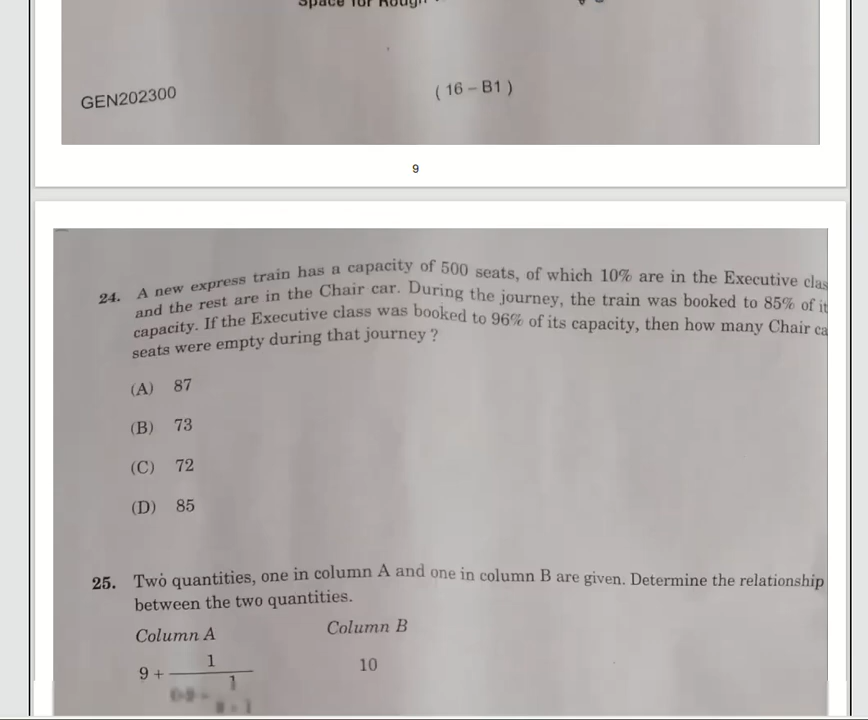 Space for Rough
GEN202300
( 16 – B1 )
9
24. A new express train has a capacity of 500 seats, of which 10% are in the Executive clas
and the rest are in the Chair car. During the journey, the train was booked to 85% of it
capacity. If the Executive class was booked to 96% of its capacity, then how many Chair ca
seats were empty during that journey ?
(A) 87
(B) 73
(C) 72
(D) 85
25. Two quantities, one in column A and one in column B are given. Determine the relationship
between the two quantities.
Column A Column B
9 + 1 10
1